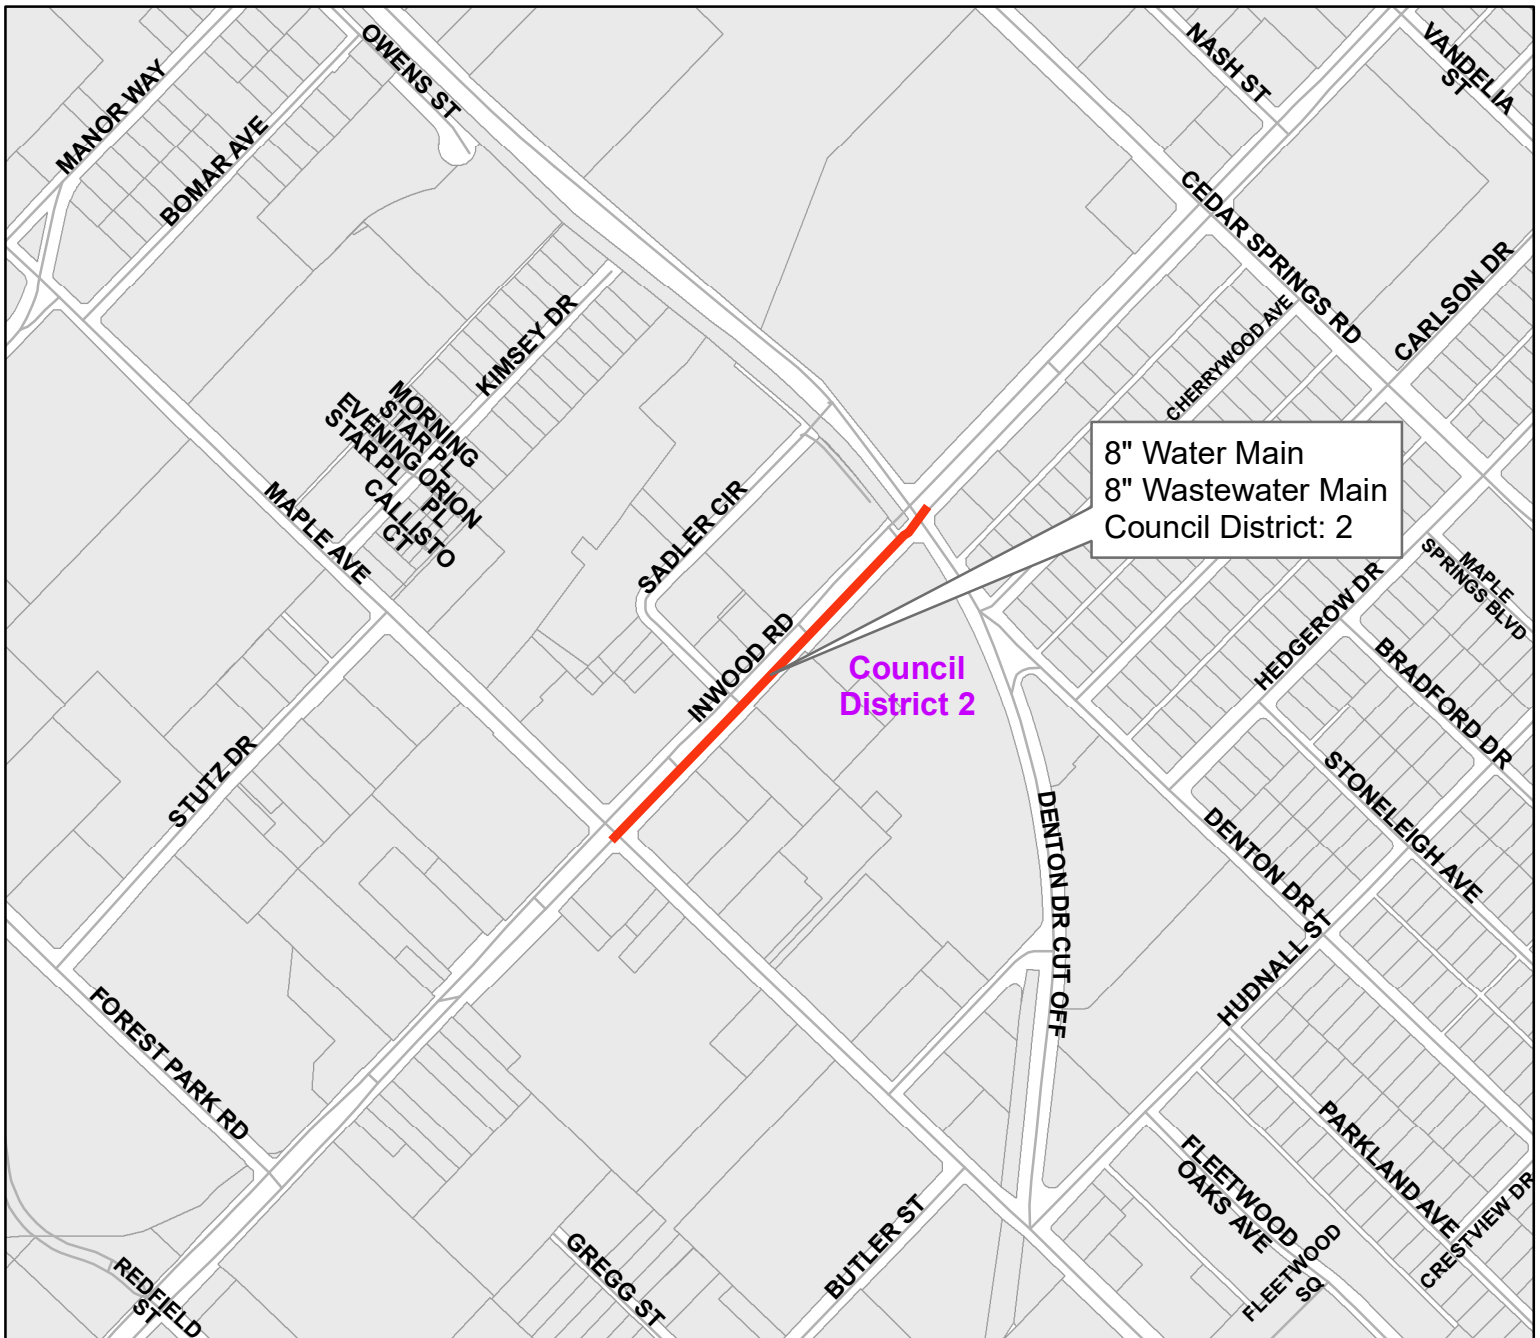 OWENS ST
NASH ST
VANDELIA
ST
MANOR WAY
BOMAR AVE
CEDAR SPRINGS RD
CARLSON DR
KIMSEY DR
CHERRYWOOD AVE
MORNING
STAR PL
EVENING
STAR PL
ORION
PL
CALLISTO
CT
MAPLE AVE
SADLER CIR
8" Water Main
8" Wastewater Main
Council District: 2
INWOOD RD
Council
District 2
HEDGEROW DR
MAPLE
SPRINGS BLVD
BRADFORD DR
STUTZ DR
STONELEIGH AVE
DENTON DR CUT OFF
DENTON DR
HUDNALL ST
FOREST PARK RD
PARKLAND AVE
FLEETWOOD
OAKS AVE
FLEETWOOD
SQ
CRESTVIEW DR
BUTLER ST
GREGG ST
REDFIELD
ST